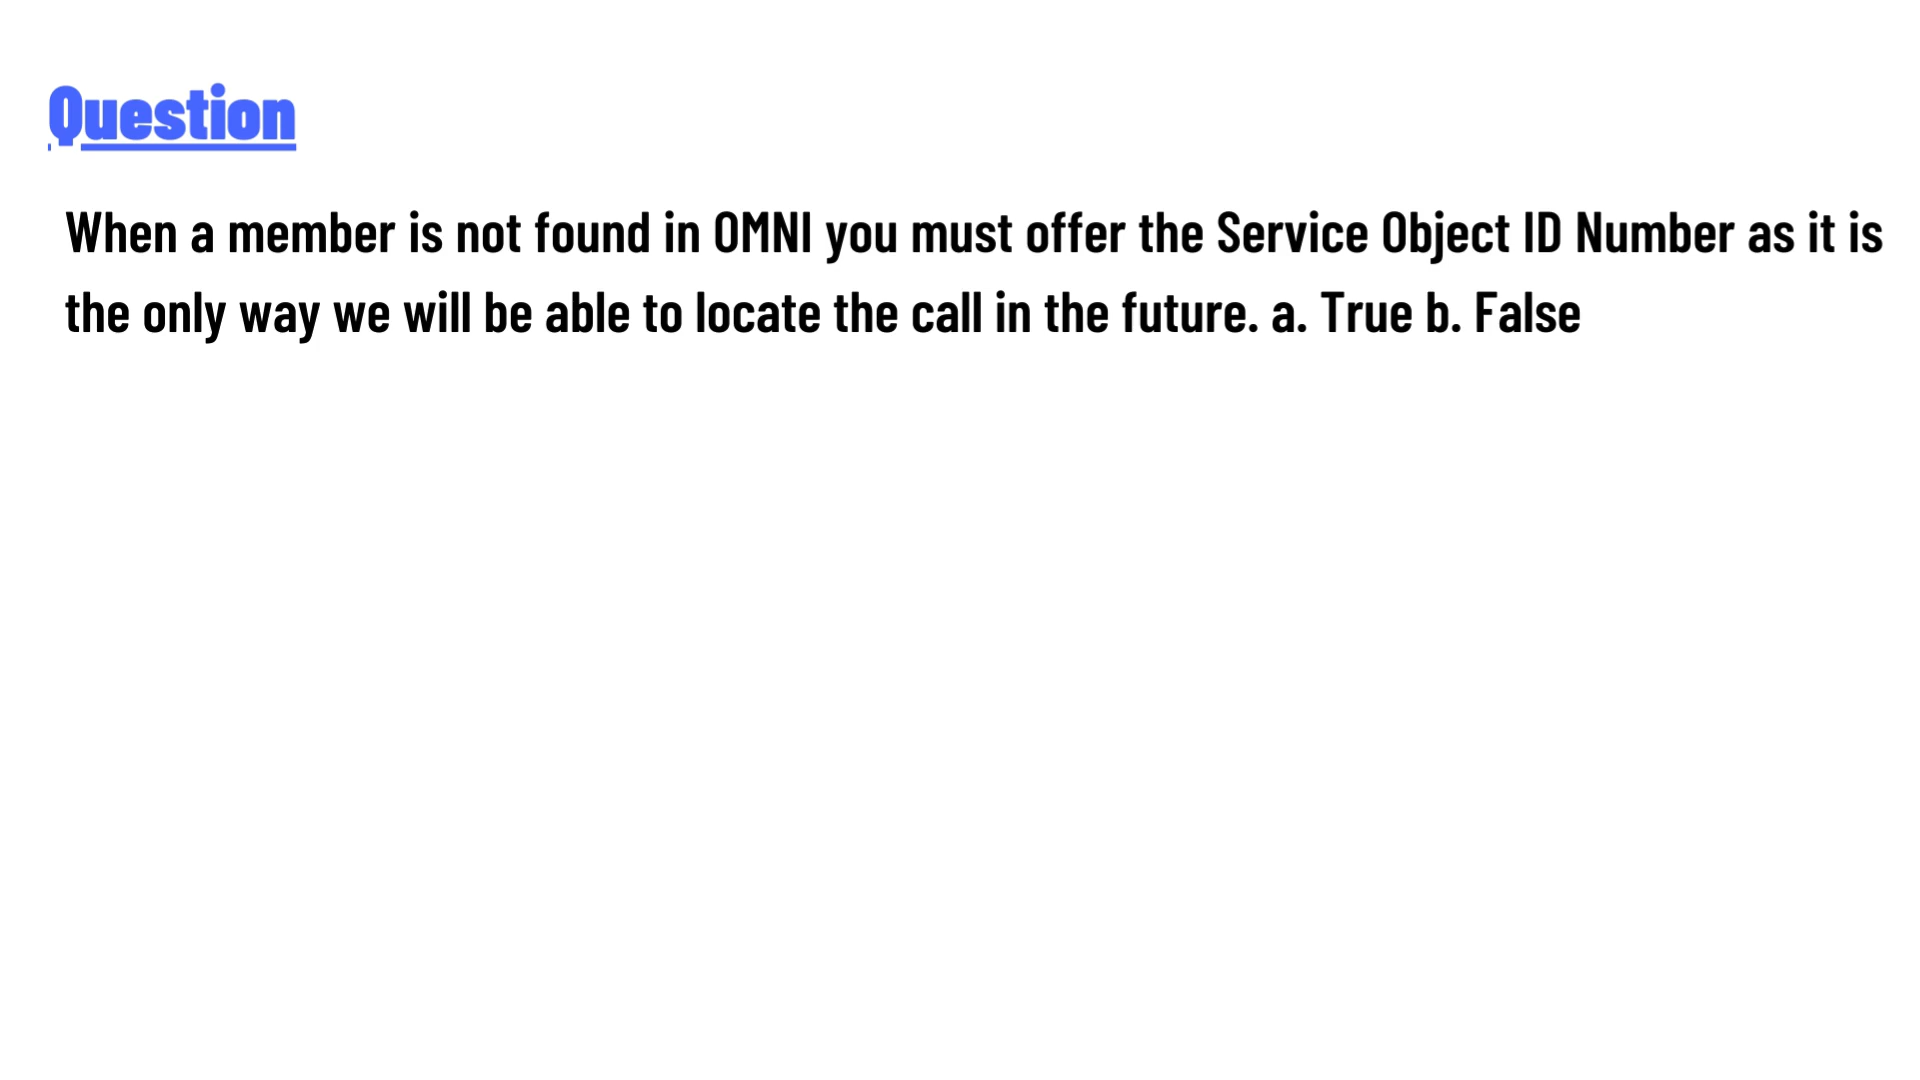 Question
When a member is not found in OMNI you must offer the Service Object ID Number as it is
the only way we will be able to locate the call in the future. a. True b. False